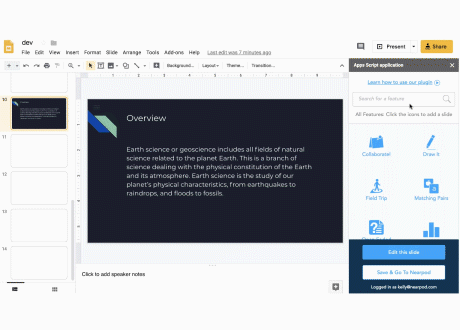 dev
File Edit View Insert Format Slide Arrange Tools Add-ons Help Last edit was 7 minutes ago
Present
Share
Background... Layout Theme... Transition...
Apps Script application
Learn how to use our plugin
Search for a feature
All Features: Click the icons to add a slide
Collaborate!
Draw It
Field Trip
Matching Pairs
Edit this slide
Save & Go To Nearpod
Logged in as kelly@nearpod.com
10
11
12
13
14
Overview
Earth science or geoscience includes all fields of natural
science related to the planet Earth. This is a branch of
science dealing with the physical constitution of the Earth
and its atmosphere. Earth science is the study of our
planet's physical characteristics, from earthquakes to
raindrops, and floods to fossils.
Click to add speaker notes